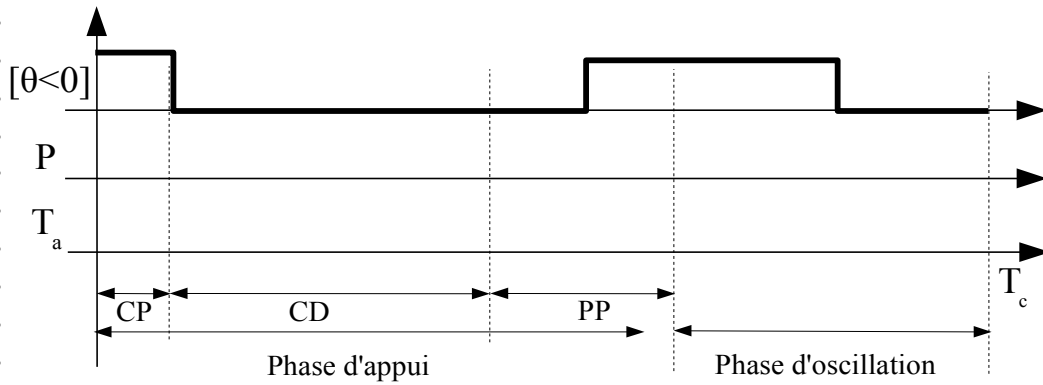 [θ<0]
P
Ta
Tc
CP
CD
PP
Phase d'appui
Phase d'oscillation